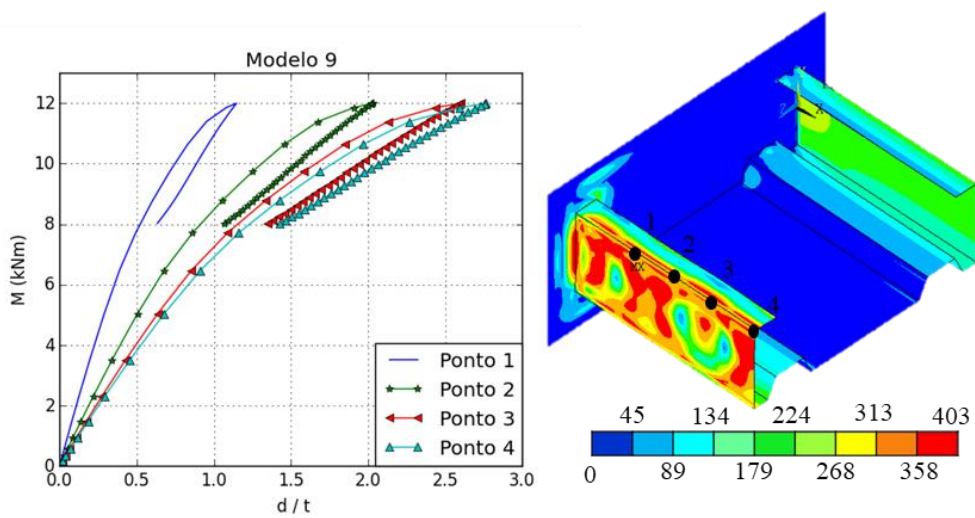 Modelo 9
M (kNm)
12
10
8
6
4
2
0
0.0 0.5 1.0 1.5 2.0 2.5 3.0
d / t
Ponto 1
Ponto 2
Ponto 3
Ponto 4
Z X
1
2
3
4
45 134 224 313 403
0 89 179 268 358